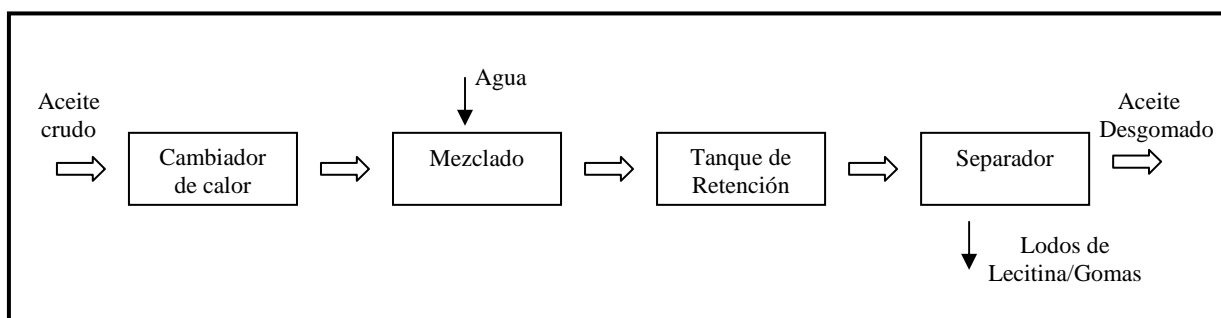 Agua
Aceite
crudo
Cambiador
de calor
Mezclado
Tanque de
Retención
Separador
Aceite
Desgomado
Lodos de
Lecitina/Gomas